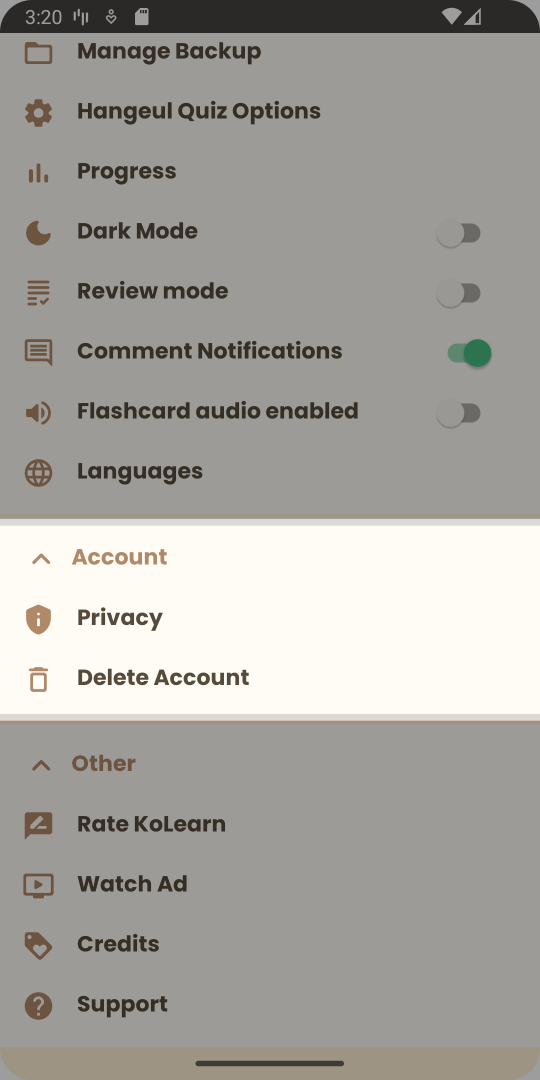 3:20
Manage Backup
Hangeul Quiz Options
Progress
Dark Mode
Review mode
Comment Notifications
Flashcard audio enabled
Languages
Account
Privacy
Delete Account
Other
Rate KoLearn
Watch Ad
Credits
Support